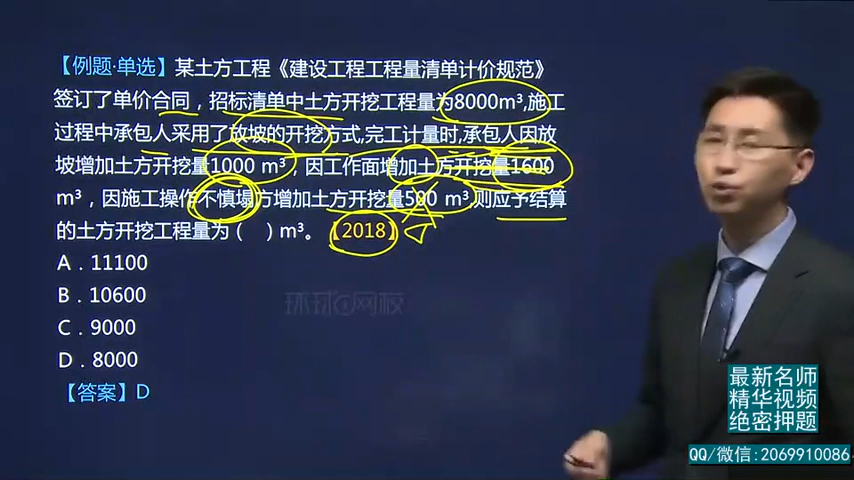 【例题·单选】某土方工程《建设工程工程量清单计价规范》
签订了单价合同，招标清单中土方开挖工程量为8000m³,施工
过程中承包人采用了放坡的开挖方式,完工计量时,承包人因放
坡增加土方开挖量1000 m³，因工作面增加土方开挖量1600
m³，因施工操作不慎塌方增加土方开挖量500 m³,则应予结算
的土方开挖工程量为（ ）m³。【2018】
A．11100
B．10600
C．9000
D．8000
【答案】D
环球网校
最新名师
精华视频
绝密押题
QQ/微信:2069910086